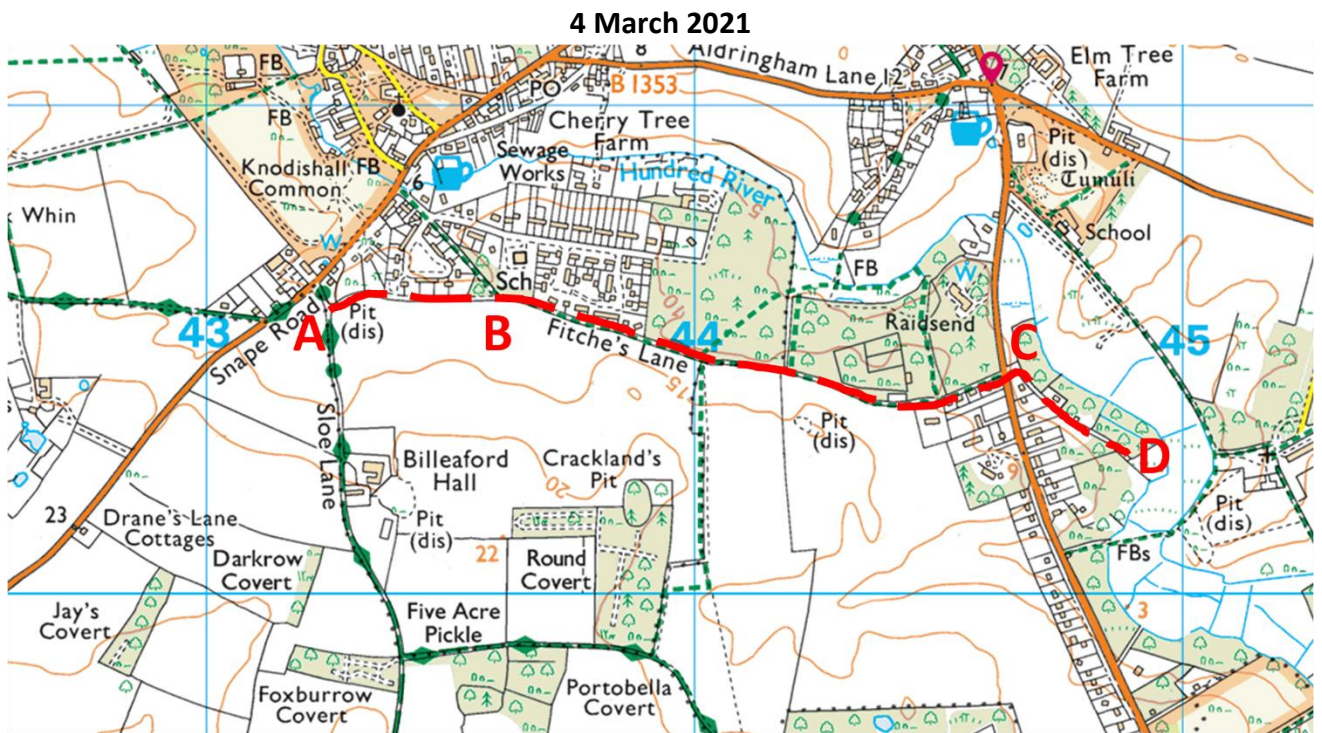 4 March 2021
FB
FB
FB
Knodishall
Common
W
6
PO
8
B 1353
Aldringham Lane
12
7
Elm Tree
Farm
Cherry Tree
Farm
Sewage
Works
Hundred River
5
Pit
(dis)
Tumuli
School
Whin
Sch
FB
W
Raidsend
43
44
45
Snape Road
A
Pit
(dis)
B
Fitche's Lane
10
15
C
D
Pit
(dis)
9
Sloe Lane
Billeaford
Hall
Crackland's
Pit
20
Pit
(dis)
22
Round
Covert
23
Drane's Lane
Cottages
Darkrow
Covert
Jay's
Covert
Five Acre
Pickle
Foxburrow
Covert
Portobella
Covert
Pit
(dis)
FBs
3